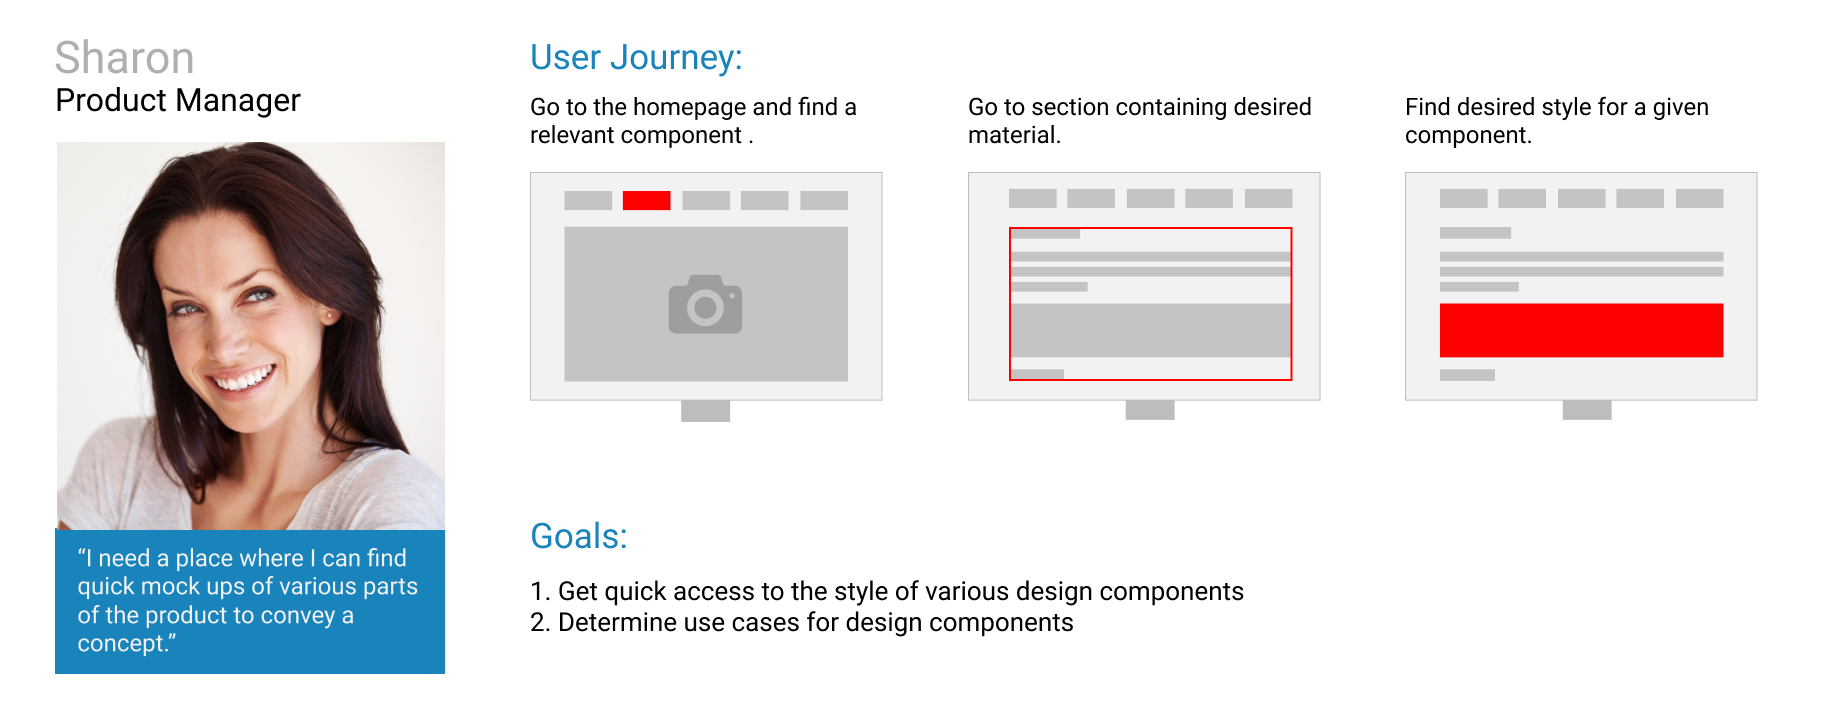 Sharon
Product Manager
“I need a place where I can find
quick mock ups of various parts
of the product to convey a
concept.”
User Journey:
Go to the homepage and find a
relevant component .
Go to section containing desired
material.
Find desired style for a given
component.
Goals:
1. Get quick access to the style of various design components
2. Determine use cases for design components